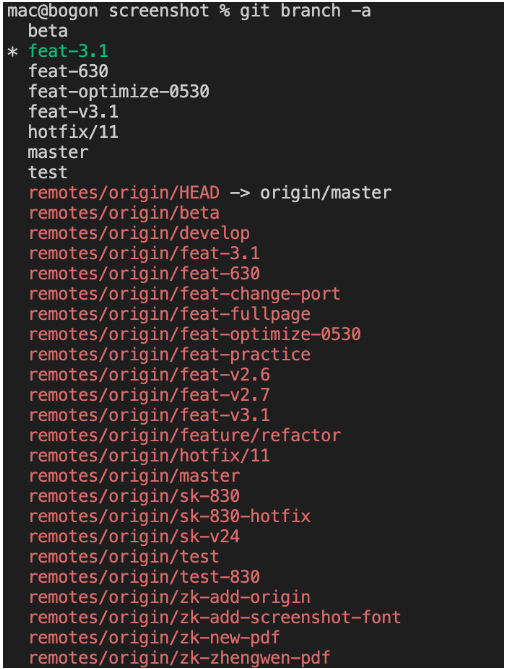 mac@bogon screenshot % git branch -a
beta
* feat-3.1
feat-630
feat-optimize-0530
feat-v3.1
hotfix/11
master
test
remotes/origin/HEAD -> origin/master
remotes/origin/beta
remotes/origin/develop
remotes/origin/feat-3.1
remotes/origin/feat-630
remotes/origin/feat-change-port
remotes/origin/feat-fullpage
remotes/origin/feat-optimize-0530
remotes/origin/feat-practice
remotes/origin/feat-v2.6
remotes/origin/feat-v2.7
remotes/origin/feat-v3.1
remotes/origin/feature/refactor
remotes/origin/hotfix/11
remotes/origin/master
remotes/origin/sk-830
remotes/origin/sk-830-hotfix
remotes/origin/sk-v24
remotes/origin/test
remotes/origin/test-830
remotes/origin/zk-add-origin
remotes/origin/zk-add-screenshot-font
remotes/origin/zk-new-pdf
remotes/origin/zk-zhengwen-pdf